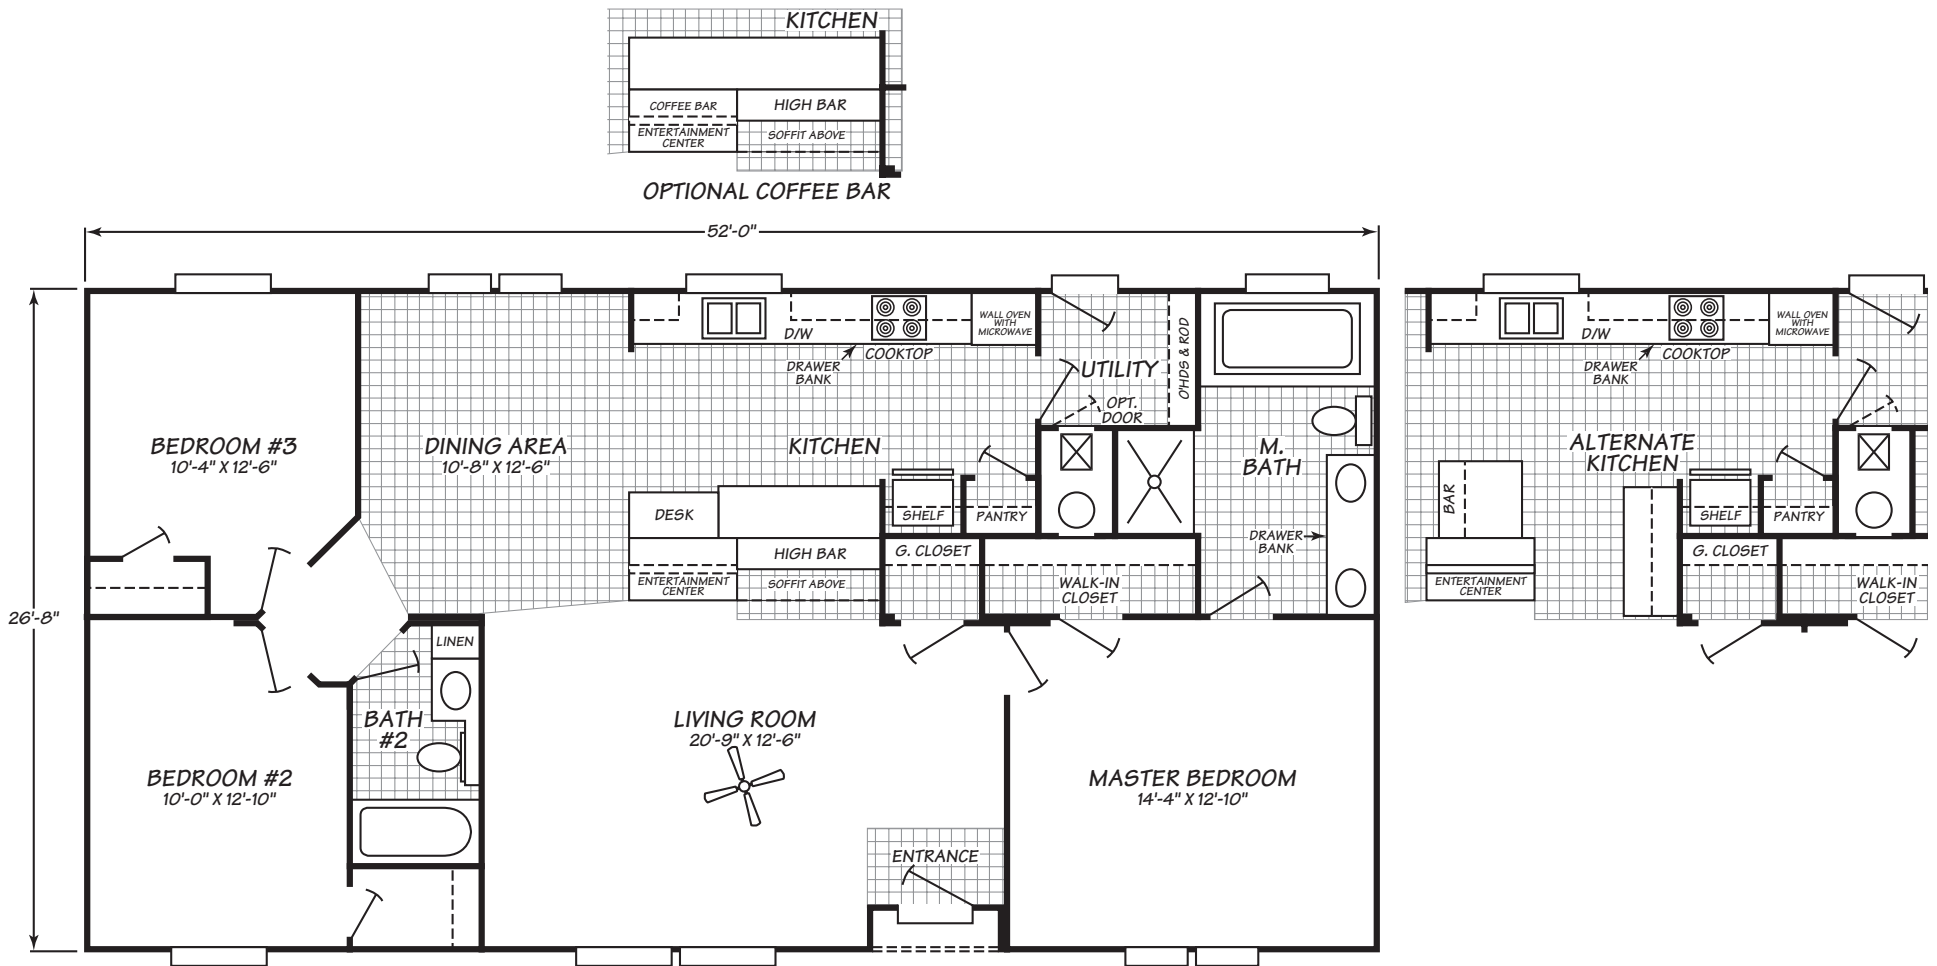 KITCHEN
COFFEE BAR
HIGH BAR
ENTERTAINMENT
CENTER
SOFFIT ABOVE
OPTIONAL COFFEE BAR
52'-0"
26'-8"
BEDROOM #3
10'-4" X 12'-6"
DINING AREA
10'-8" X 12'-6"
D/W
DRAWER
BANK
COOKTOP
WALL OVEN
WITH
MICROWAVE
KITCHEN
DESK
HIGH BAR
ENTERTAINMENT
CENTER
SOFFIT ABOVE
SHELF
PANTRY
G. CLOSET
UTILITY
OPT.
DOOR
O'HDS & ROD
M.
BATH
DRAWER
BANK
WALK-IN
CLOSET
LINEN
BATH
#2
BEDROOM #2
10'-0" X 12'-10"
LIVING ROOM
20'-9" X 12'-6"
ENTRANCE
MASTER BEDROOM
14'-4" X 12'-10"
D/W
DRAWER
BANK
COOKTOP
WALL OVEN
WITH
MICROWAVE
ALTERNATE
KITCHEN
BAR
ENTERTAINMENT
CENTER
SHELF
PANTRY
G. CLOSET
WALK-IN
CLOSET